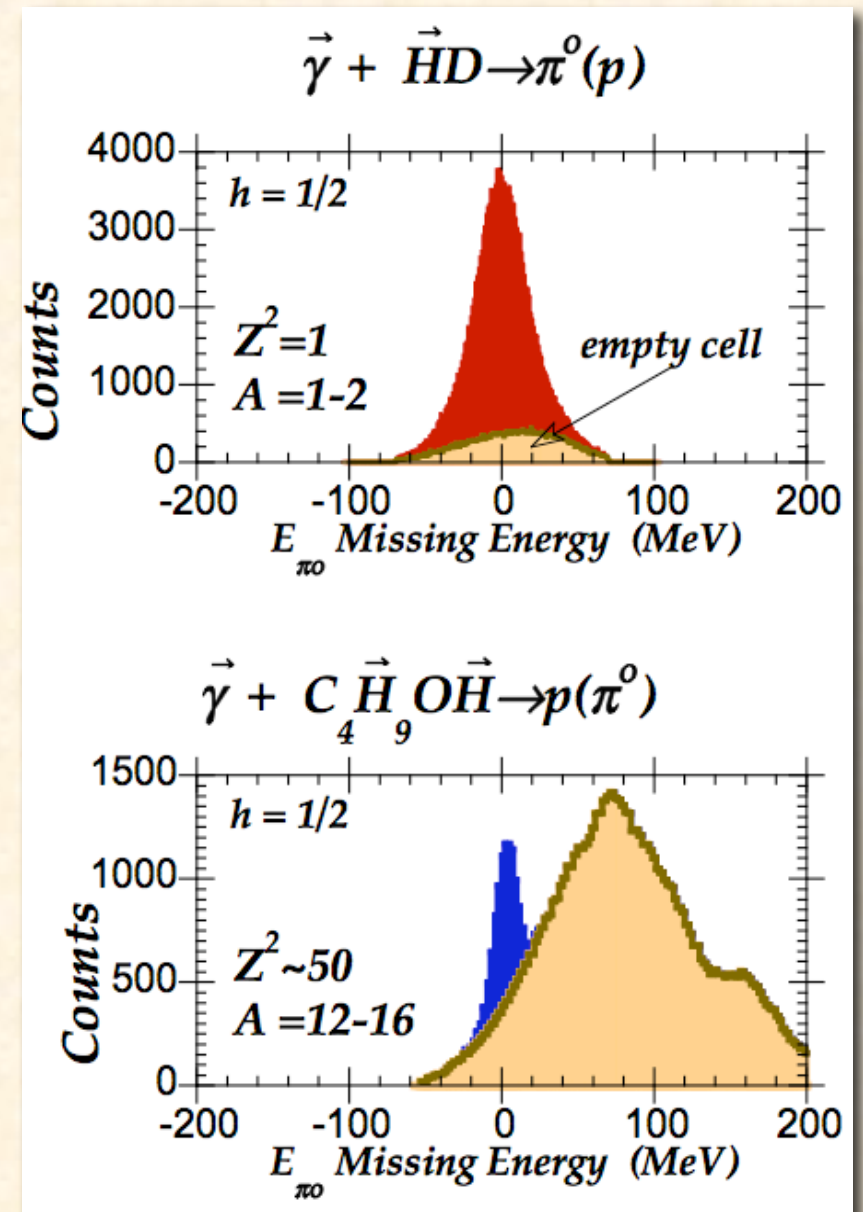 γ⃗ + H⃗D→π⁰(p)
4000
3000
2000
1000
0
Counts
h = 1/2
Z²=1
A =1-2
empty cell
-200 -100 0 100 200
E_πo Missing Energy (MeV)
γ⃗ + C₄H⃗₉OH⃗→p(π⁰)
1500
1000
500
0
Counts
h = 1/2
Z²~50
A =12-16
-200 -100 0 100 200
E_πo Missing Energy (MeV)